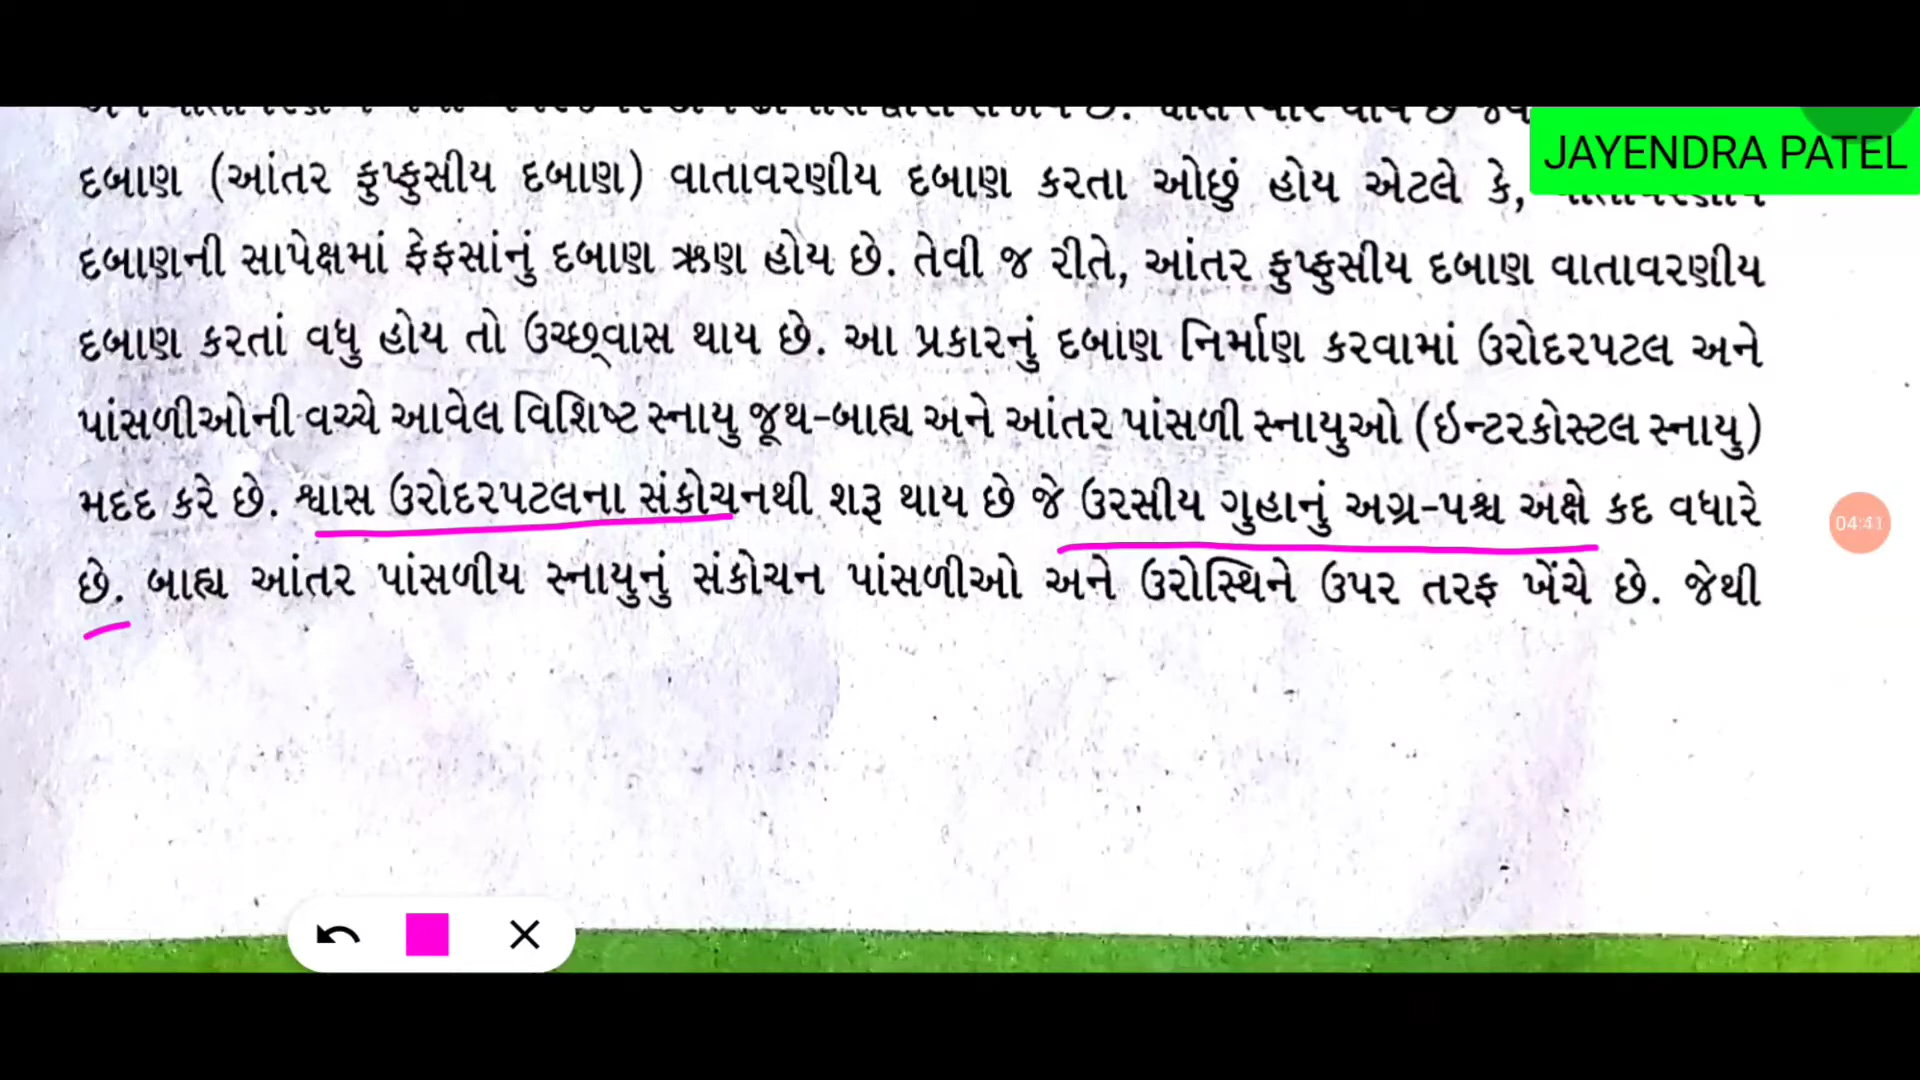 JAYENDRA PATEL
દબાણ (આંતર ફુપ્ફુસીય દબાણ) વાતાવરણીય દબાણ કરતા ઓછું હોય એટલે કે,
દબાણની સાપેક્ષમાં ફેફસાંનું દબાણ ઋણ હોય છે. તેવી જ રીતે, આંતર ફુપ્ફુસીય દબાણ વાતાવરણીય
દબાણ કરતાં વધુ હોય તો ઉચ્છ્વાસ થાય છે. આ પ્રકારનું દબાણ નિર્માણ કરવામાં ઉરોદરપટલ અને
પાંસળીઓની વચ્ચે આવેલ વિશિષ્ટ સ્નાયુ જૂથ-બાહ્ય અને આંતર પાંસળી સ્નાયુઓ (ઇન્ટરકોસ્ટલ સ્નાયુ)
મદદ કરે છે. શ્વાસ ઉરોદરપટલના સંકોચનથી શરૂ થાય છે જે ઉરસીય ગુહાનું અગ્ર-પશ્ચ અક્ષે કદ વધારે
04:41
છે. બાહ્ય આંતર પાંસળીય સ્નાયુનું સંકોચન પાંસળીઓ અને ઉરોસ્થિને ઉપર તરફ ખેંચે છે. જેથી